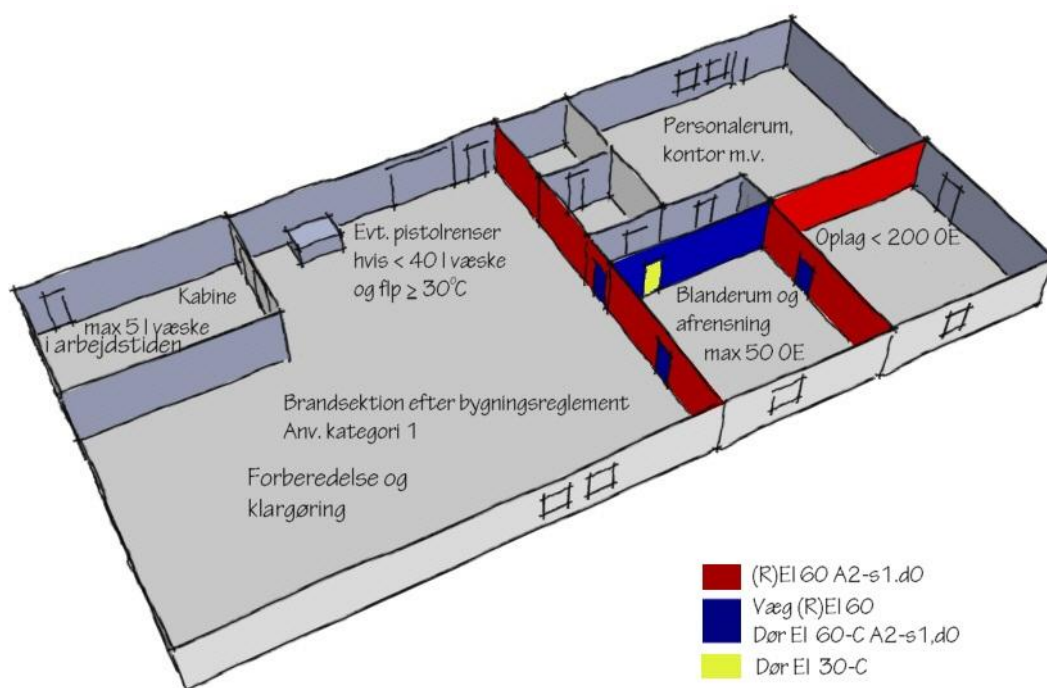 Personalerum,
kontor m.v.
Evt. pistolrenser
hvis < 40 l væske
og flp ≥ 30°C
Oplag < 200 OE
Kabine
max 5 l væske
i arbejdstiden
Blanderum og
afrensning
max 50 OE
Brandsektion efter bygningsreglement
Anv. kategori 1
Forberedelse og
klargøring
(R)EI 60 A2-s1.d0
Væg (R)EI 60
Dør EI 60-C A2-s1,d0
Dør EI 30-C